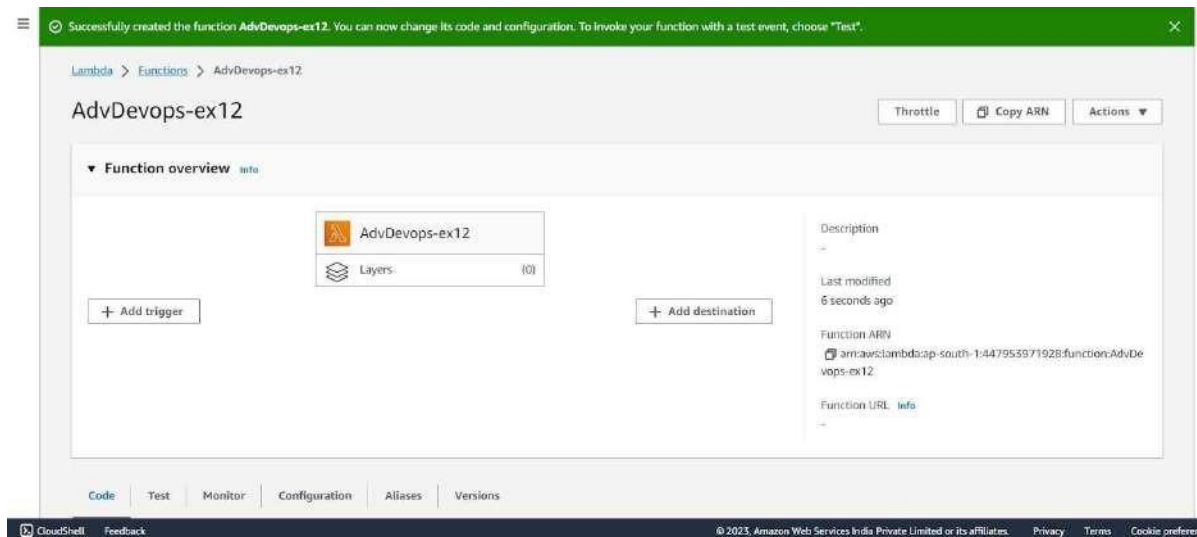 Successfully created the function AdvDevops-ex12. You can now change its code and configuration. To invoke your function with a test event, choose "Test".
Lambda > Functions > AdvDevops-ex12
AdvDevops-ex12
Throttle
Copy ARN
Actions
Function overview Info
AdvDevops-ex12
Layers (0)
+ Add trigger
+ Add destination
Description
-
Last modified
6 seconds ago
Function ARN
arn:aws:lambda:ap-south-1:447953971928:function:AdvDe
vops-ex12
Function URL Info
-
Code
Test
Monitor
Configuration
Aliases
Versions
CloudShell
Feedback
© 2023, Amazon Web Services India Private Limited or its affiliates.
Privacy
Terms
Cookie prefere